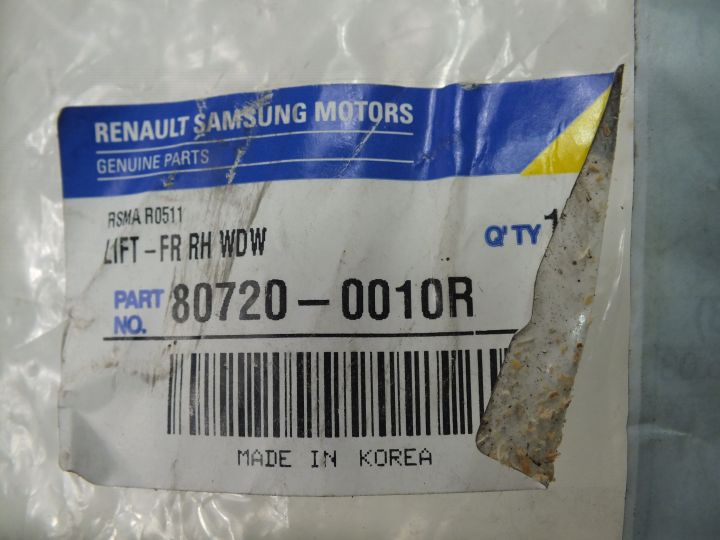 RENAULT SAMSUNG MOTORS
GENUINE PARTS
RSMA R0511
LIFT-FR RH WDW
Q'TY 1
PART NO. 80720-0010R
MADE IN KOREA